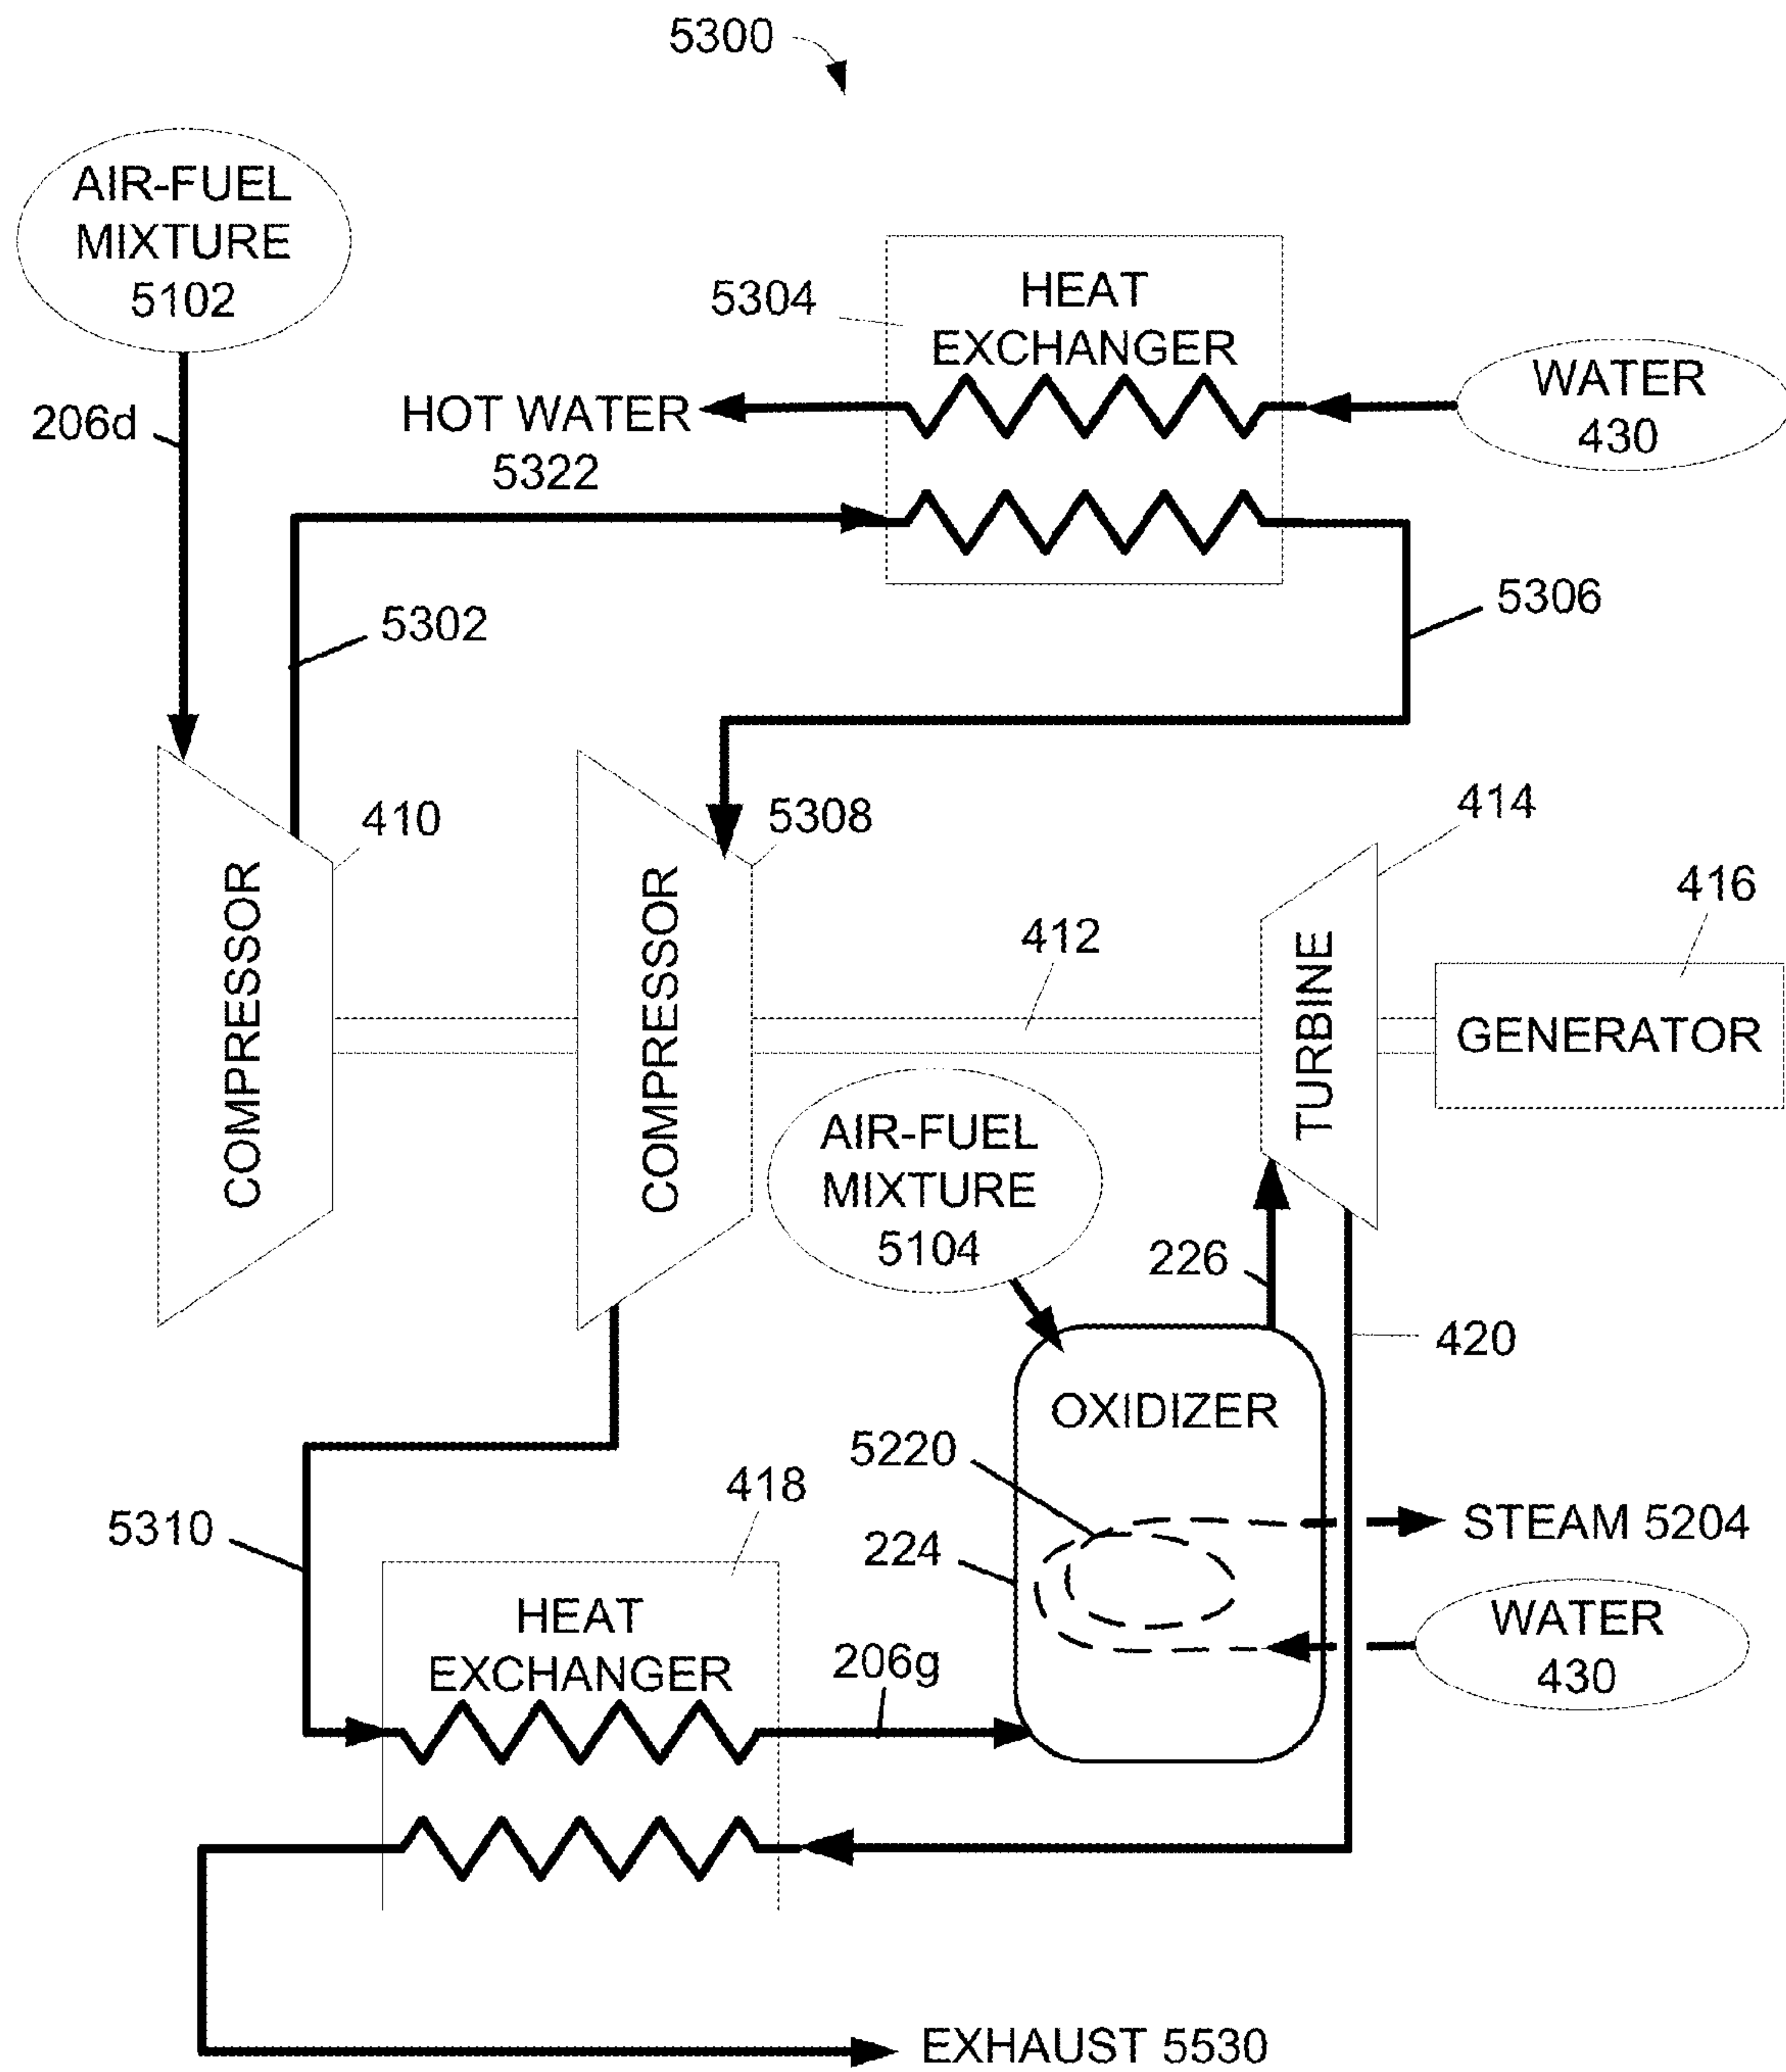 5300
AIR-FUEL
MIXTURE
5102
206d
5304
HEAT
EXCHANGER
HOT WATER
5322
WATER
430
5302
5306
410
5308
414
416
COMPRESSOR
COMPRESSOR
412
TURBINE
GENERATOR
AIR-FUEL
MIXTURE
5104
226
420
OXIDIZER
5220
224
STEAM 5204
WATER
430
418
5310
HEAT
EXCHANGER
206g
EXHAUST 5530